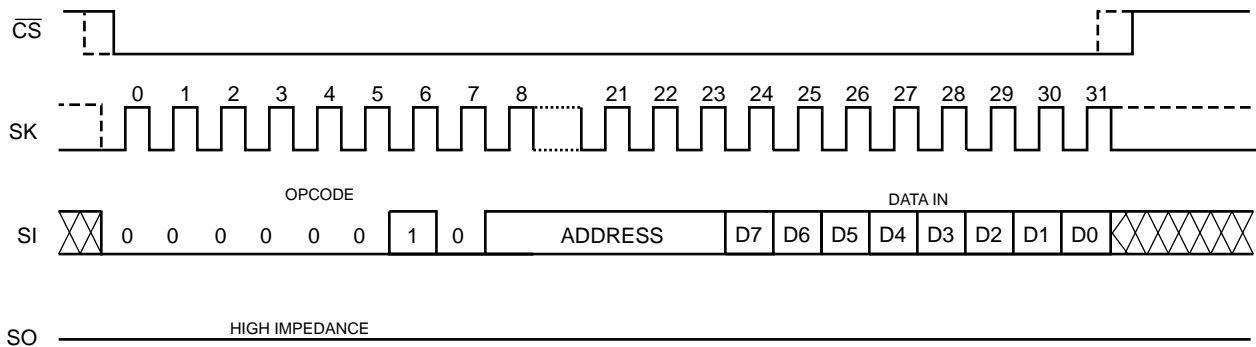 CS
0 1 2 3 4 5 6 7 8 21 22 23 24 25 26 27 28 29 30 31
SK
OPCODE DATA IN
SI 0 0 0 0 0 0 1 0 ADDRESS D7 D6 D5 D4 D3 D2 D1 D0
HIGH IMPEDANCE
SO